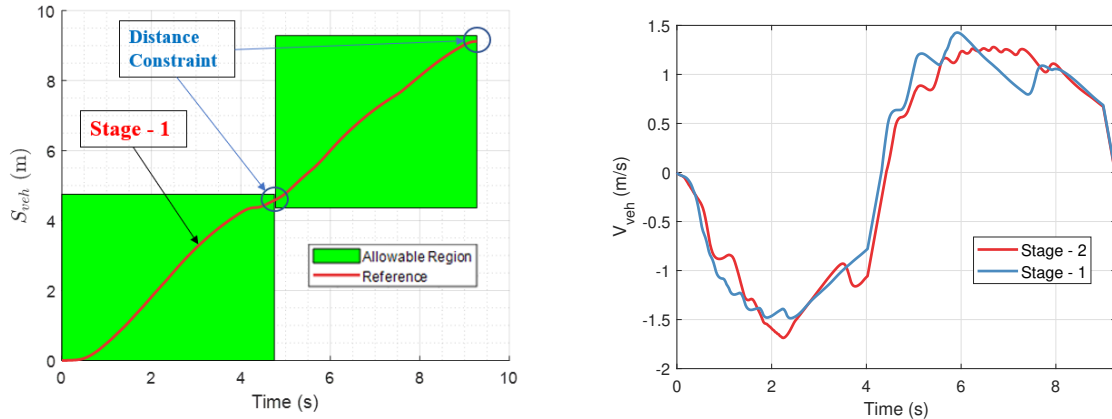 Distance
Constraint
Stage - 1
S_veh (m)
10
8
6
4
2
0
Allowable Region
Reference
0
2
4
6
8
10
Time (s)
V_veh (m/s)
1.5
1
0.5
0
-0.5
-1
-1.5
-2
Stage - 2
Stage - 1
0
2
4
6
8
Time (s)